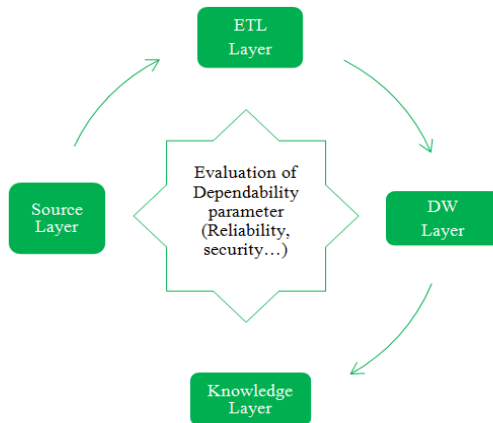 ETL
Layer
Evaluation of
Dependability
parameter
(Reliability,
security...)
Source
Layer
DW
Layer
Knowledge
Layer